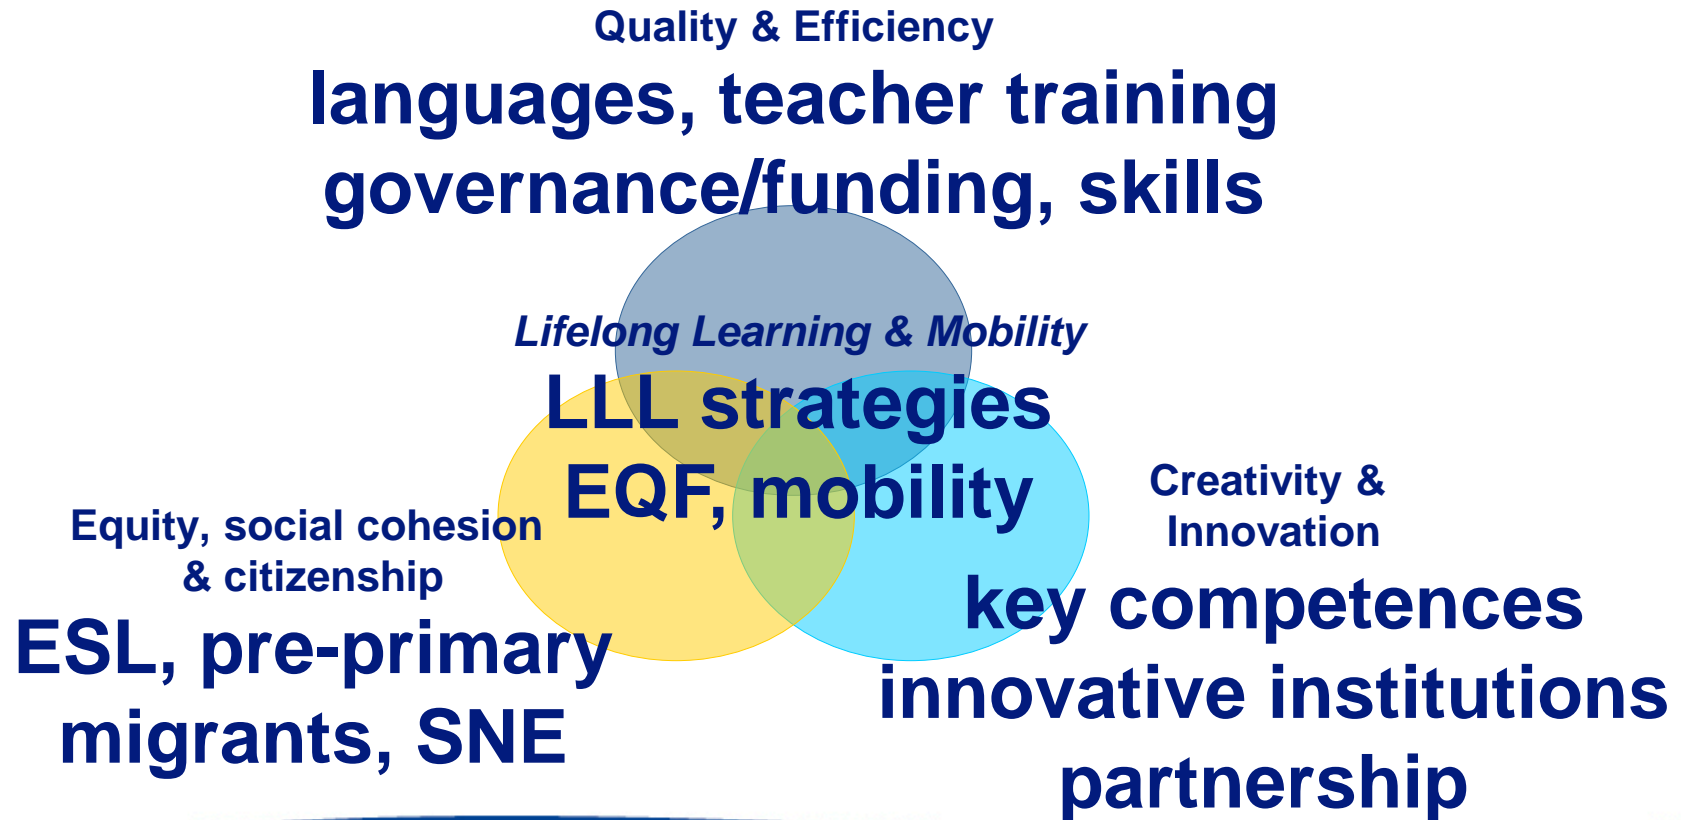 Quality & Efficiency
languages, teacher training
governance/funding, skills
Lifelong Learning & Mobility
LLL strategies
EQF, mobility
Equity, social cohesion
& citizenship
ESL, pre-primary
migrants, SNE
Creativity &
Innovation
key competences
innovative institutions
partnership